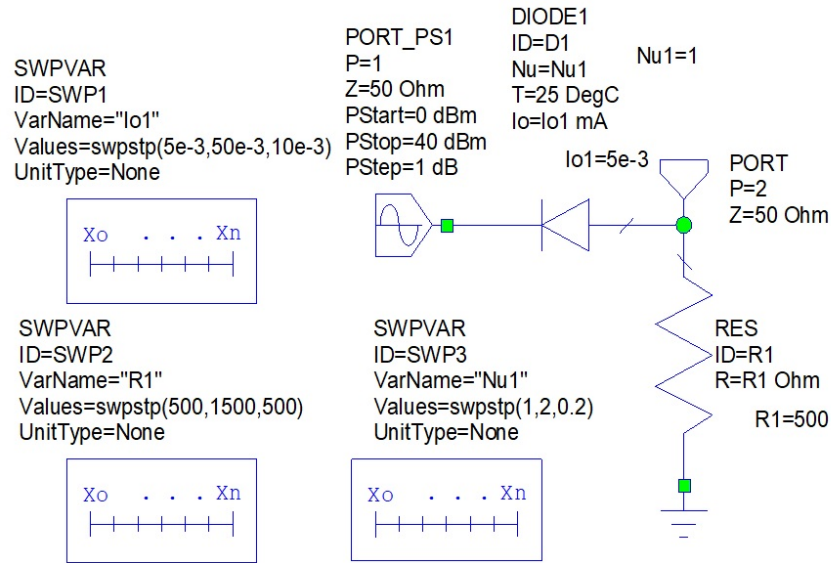 SWPVAR
ID=SWP1
VarName="Io1"
Values=swpstp(5e-3,50e-3,10e-3)
UnitType=None
Xo . . . Xn
PORT_PS1
P=1
Z=50 Ohm
PStart=0 dBm
PStop=40 dBm
PStep=1 dB
DIODE1
ID=D1
Nu=Nu1
T=25 DegC
Io=Io1 mA
Nu1=1
Io1=5e-3
PORT
P=2
Z=50 Ohm
SWPVAR
ID=SWP2
VarName="R1"
Values=swpstp(500,1500,500)
UnitType=None
Xo . . . Xn
SWPVAR
ID=SWP3
VarName="Nu1"
Values=swpstp(1,2,0.2)
UnitType=None
Xo . . . Xn
RES
ID=R1
R=R1 Ohm
R1=500